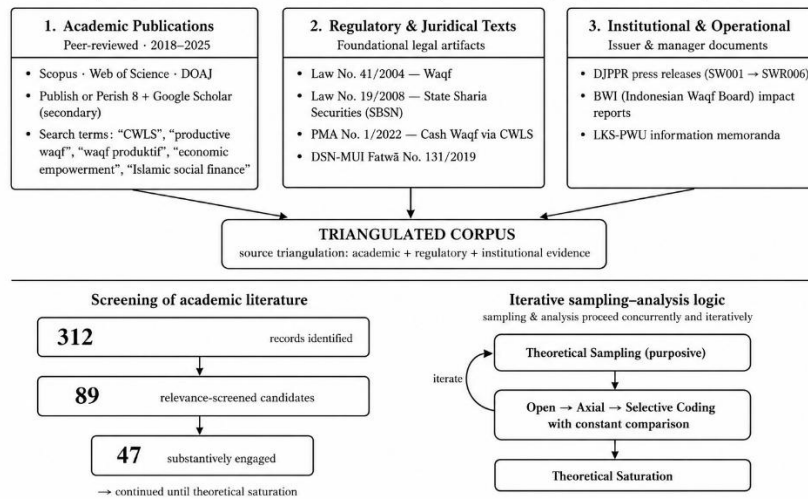 1. Academic Publications
Peer-reviewed · 2018–2025
• Scopus · Web of Science · DOAJ
• Publish or Perish 8 + Google Scholar
(secondary)
• Search terms: “CWLS”, “productive
waqf”, “waqf produktif”, “economic
empowerment”, “Islamic social finance”
2. Regulatory & Juridical Texts
Foundational legal artifacts
• Law No. 41/2004 — Waqf
• Law No. 19/2008 — State Sharia
Securities (SBSN)
• PMA No. 1/2022 — Cash Waqf via CWLS
• DSN-MUI Fatwā No. 131/2019
3. Institutional & Operational
Issuer & manager documents
• DJPPR press releases (SW001 → SWR006)
• BWI (Indonesian Waqf Board) impact
reports
• LKS-PWU information memoranda
TRIANGULATED CORPUS
source triangulation: academic + regulatory + institutional evidence
Screening of academic literature
312 records identified
89 relevance-screened candidates
47 substantively engaged
→ continued until theoretical saturation
Iterative sampling–analysis logic
sampling & analysis proceed concurrently and iteratively
Theoretical Sampling (purposive)
iterate
Open → Axial → Selective Coding
with constant comparison
Theoretical Saturation